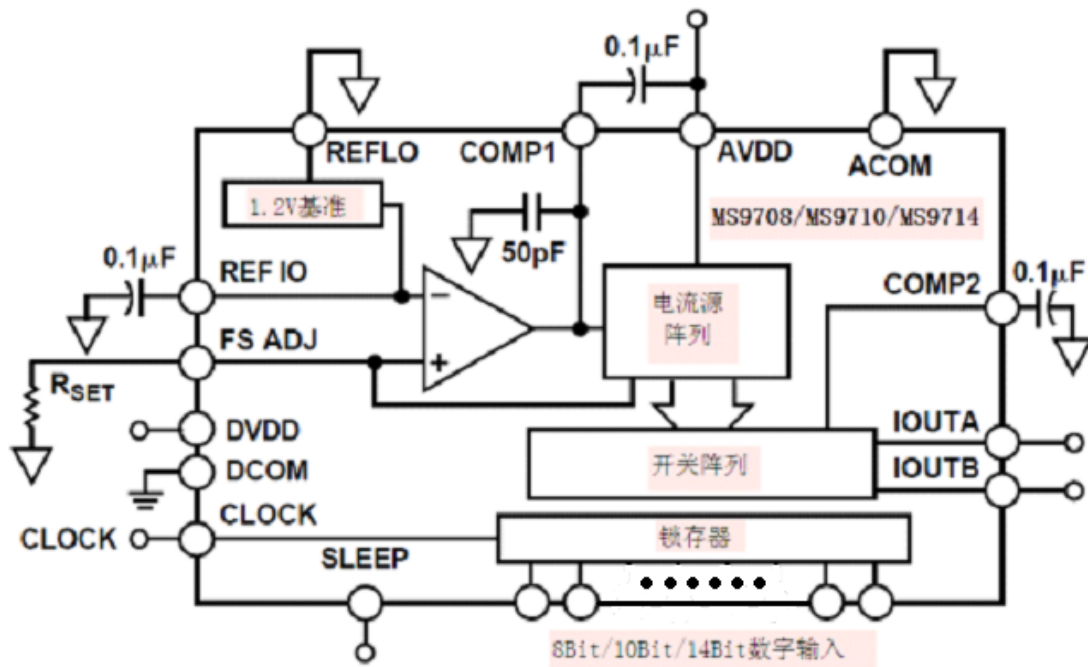 0.1µF
REFLO
COMP1
AVDD
ACOM
1.2V基准
MS9708/MS9710/MS9714
50pF
0.1µF
REF IO
COMP2
0.1µF
电流源
阵列
FS ADJ
RSET
DVDD
IOUTA
DCOM
开关阵列
IOUTB
CLOCK
CLOCK
锁存器
SLEEP
8Bit/10Bit/14Bit数字输入